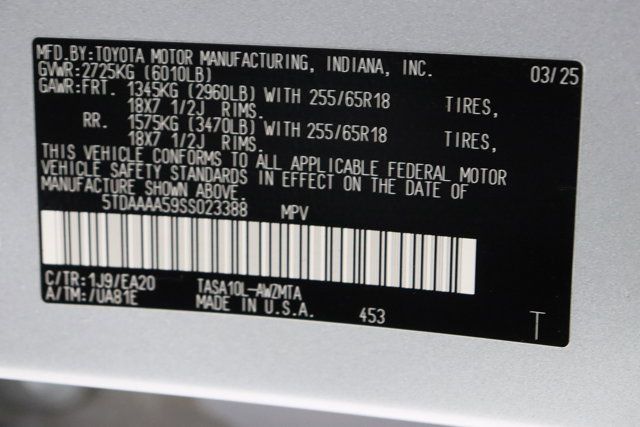 MFD.BY:TOYOTA MOTOR MANUFACTURING, INDIANA, INC. 03/25
GVWR:2725KG (6010LB)
GAWR:FRT. 1345KG (2960LB) WITH 255/65R18 TIRES,
18X7 1/2J RIMS.
RR. 1575KG (3470LB) WITH 255/65R18 TIRES,
18X7 1/2J RIMS.
THIS VEHICLE CONFORMS TO ALL APPLICABLE FEDERAL MOTOR
VEHICLE SAFETY STANDARDS IN EFFECT ON THE DATE OF
MANUFACTURE SHOWN ABOVE.
5TDAAAA59SS023388 MPV
C/TR:1J9/EA20 TASA10L-AWZMTA
A/TM:/UA81E MADE IN U.S.A. 453 T